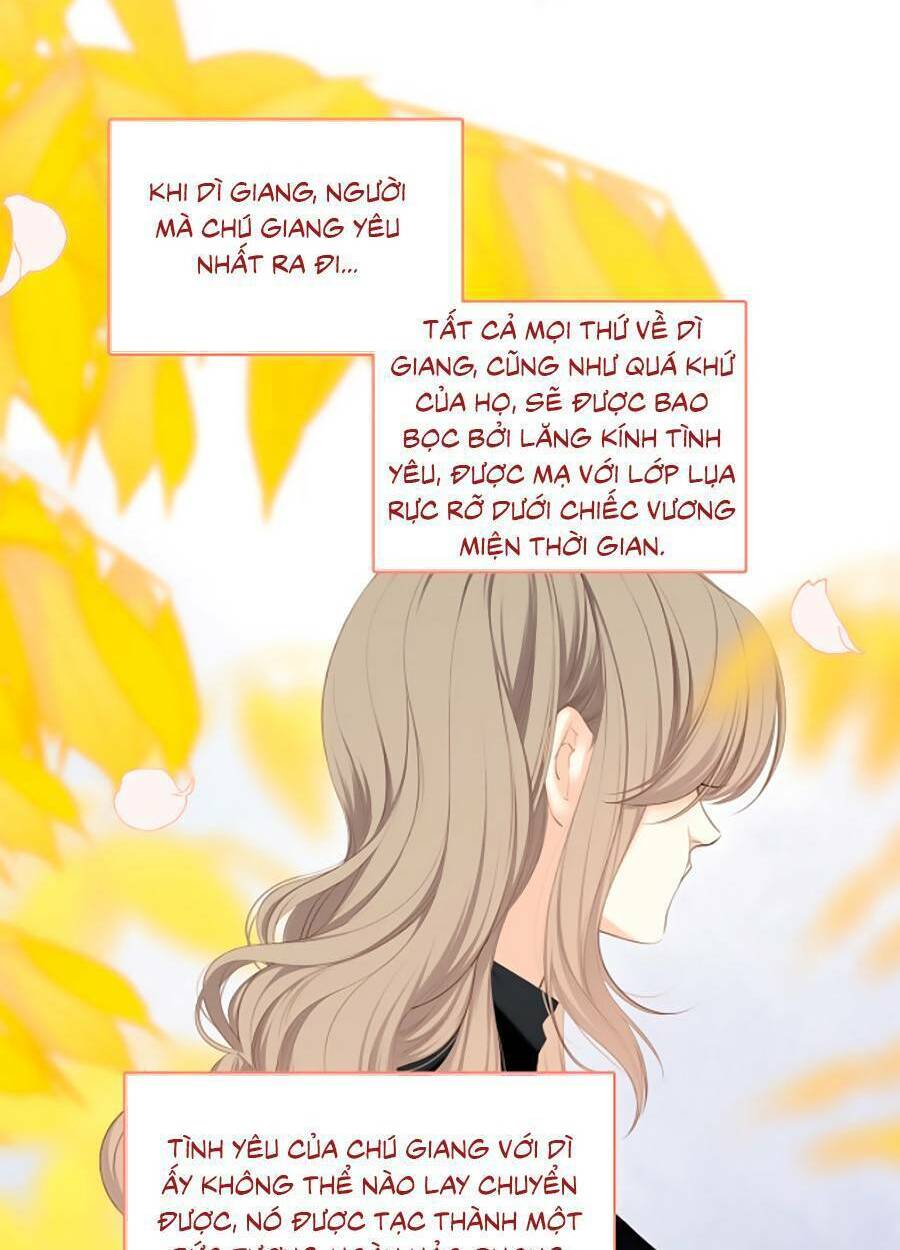 KHI DÌ GIANG, NGƯỜI
MÀ CHÚ GIANG YÊU
NHẤT RA ĐI...
TẤT CẢ MỌI THỨ VỀ DÌ
GIANG, CŨNG NHƯ QUÁ KHỨ
CỦA HỌ, SẼ ĐƯỢC BAO
BỌC BỞI LĂNG KÍNH TÌNH
YÊU, ĐƯỢC MẠ VỚI LỚP LỤA
RỰC RỠ DƯỚI CHIẾC VƯƠNG
MIỆN THỜI GIAN.
TÌNH YÊU CỦA CHÚ GIANG VỚI DÌ
ẤY KHÔNG THỂ NÀO LAY CHUYỂN
ĐƯỢC, NÓ ĐƯỢC TẠC THÀNH MỘT